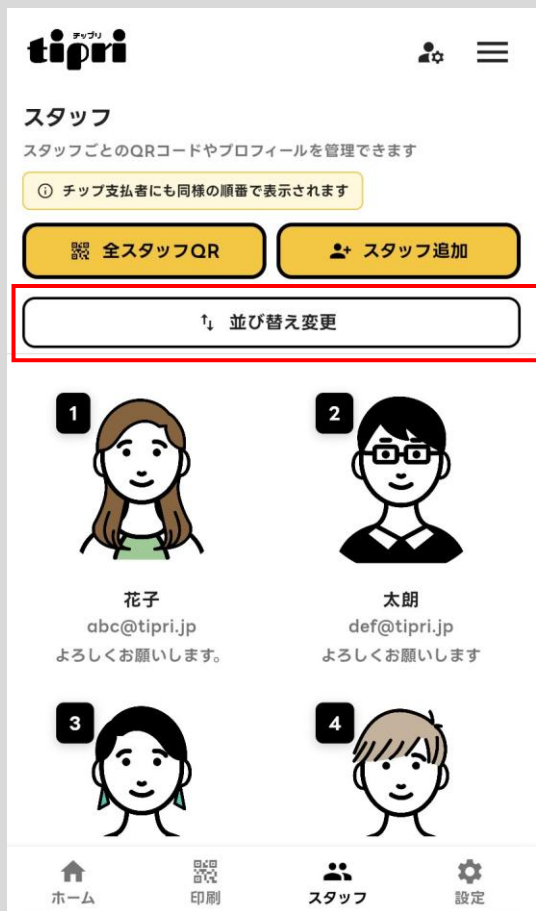 チップリ
tipri
スタッフ
スタッフごとのQRコードやプロフィールを管理できます
チップ支払者にも同様の順番で表示されます
全スタッフQR
スタッフ追加
↑↓ 並び替え変更
1
2
花子
太朗
abc@tipri.jp
def@tipri.jp
よろしくお願いします。
よろしくお願いします
3
4
ホーム
印刷
スタッフ
設定